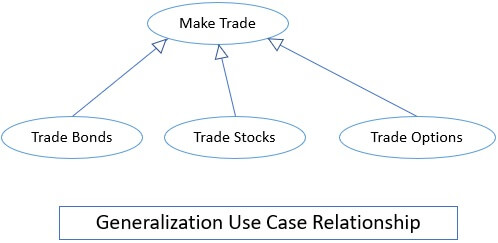 Make Trade
Trade Bonds
Trade Stocks
Trade Options
Generalization Use Case Relationship